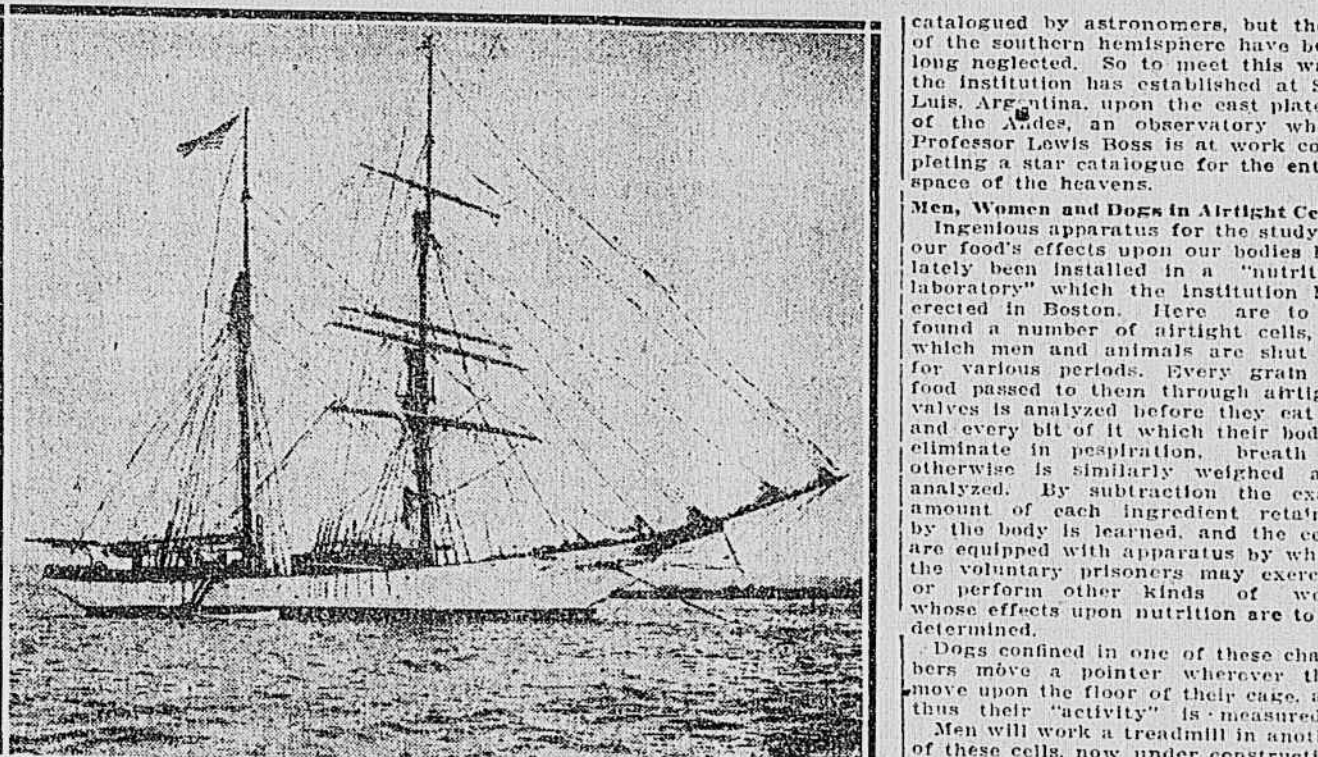 catalogued by astronomers, but the
of the southern hemisphere have be
long neglected. So to meet this wa
the institution has established at S
Luis, Argentina, upon the east plate
of the Andes, an observatory whe
Professor Lewis Boss is at work co
pleting a star catalogue for the ent
space of the heavens.
Men, Women and Dogs in Airtight Ce
Ingenious apparatus for the study
our food's effects upon our bodies h
lately been installed in a "nutrit
laboratory" which the institution h
erected in Boston. Here are to
found a number of airtight cells,
which men and animals are shut
for various periods. Every grain
food passed to them through airtig
valves is analyzed before they eat
and every bit of it which their bod
eliminate in pespiration, breath
otherwise is similarly weighed a
analyzed. By subtraction the exa
amount of each ingredient retain
by the body is learned, and the ce
are equipped with apparatus by whi
the voluntary prisoners may exerc
or perform other kinds of wo
whose effects upon nutrition are to
determined.
Dogs confined in one of these cha
bers move a pointer wherever th
move upon the floor of their cage, a
thus their "activity" is measured
Men will work a treadmill in anoth
of these cells, now under constructi